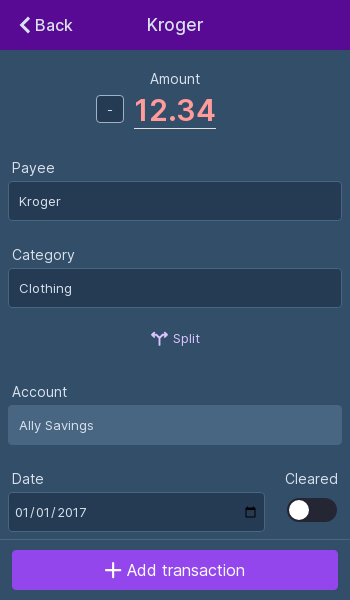 Back
Kroger
Amount
- 12.34
Payee
Kroger
Category
Clothing
Split
Account
Ally Savings
Date
Cleared
01/01/2017
Add transaction